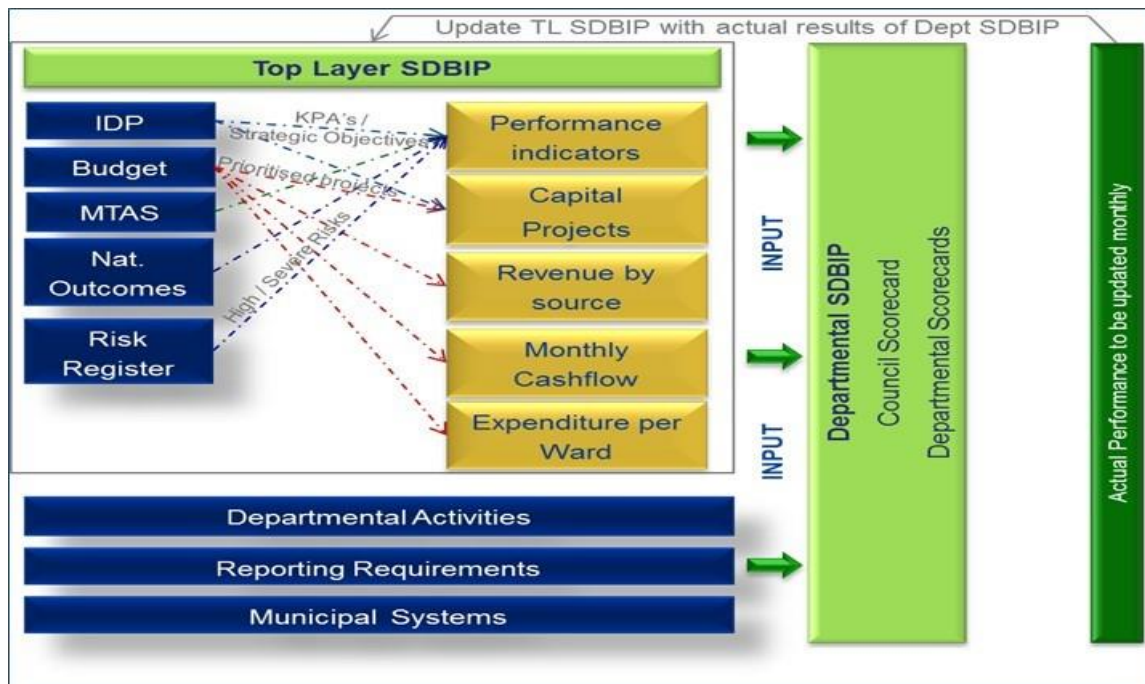 Update TL SDBIP with actual results of Dept SDBIP
Top Layer SDBIP
IDP
Budget
MTAS
Nat.
Outcomes
Risk
Register
KPA's /
Strategic Objectives
Prioritised projects
High / Severe Risks
Performance
indicators
Capital
Projects
Revenue by
source
Monthly
Cashflow
Expenditure per
Ward
Departmental Activities
Reporting Requirements
Municipal Systems
INPUT
INPUT
Departmental SDBIP
Council Scorecard
Departmental Scorecards
Actual Performance to be updated monthly